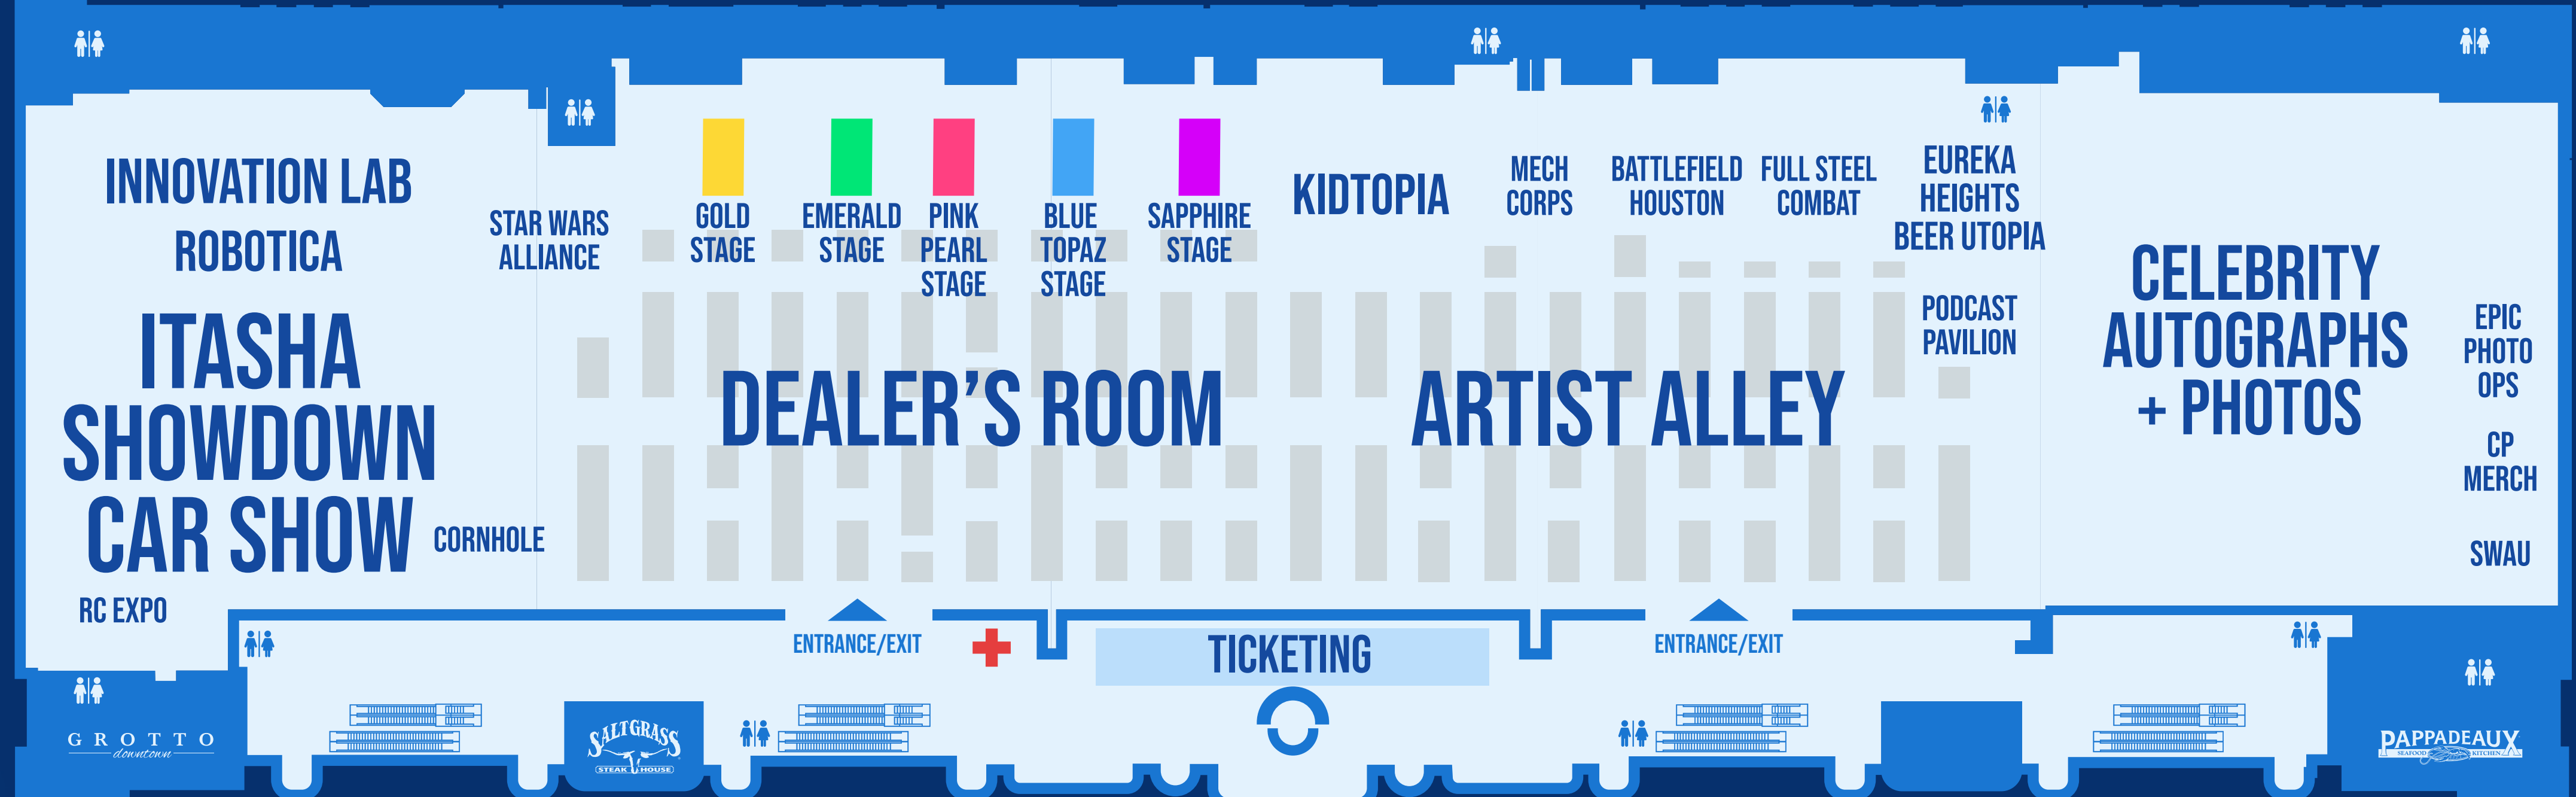 INNOVATION LAB
ROBOTICA
ITASHA
SHOWDOWN
CAR SHOW
RC EXPO
CORNHOLE
STAR WARS
ALLIANCE
GOLD
STAGE
EMERALD
STAGE
PINK
PEARL
STAGE
BLUE
TOPAZ
STAGE
SAPPHIRE
STAGE
KIDTOPIA
MECH
CORPS
BATTLEFIELD
HOUSTON
FULL STEEL
COMBAT
EUREKA
HEIGHTS
BEER UTOPIA
PODCAST
PAVILION
DEALER'S ROOM
ARTIST ALLEY
CELEBRITY
AUTOGRAPHS
+ PHOTOS
EPIC
PHOTO
OPS
CP
MERCH
SWAU
ENTRANCE/EXIT
TICKETING
ENTRANCE/EXIT
GROTTO
downtown
SALTGRASS
STEAK HOUSE
PAPPADEAUX
SEAFOOD KITCHEN